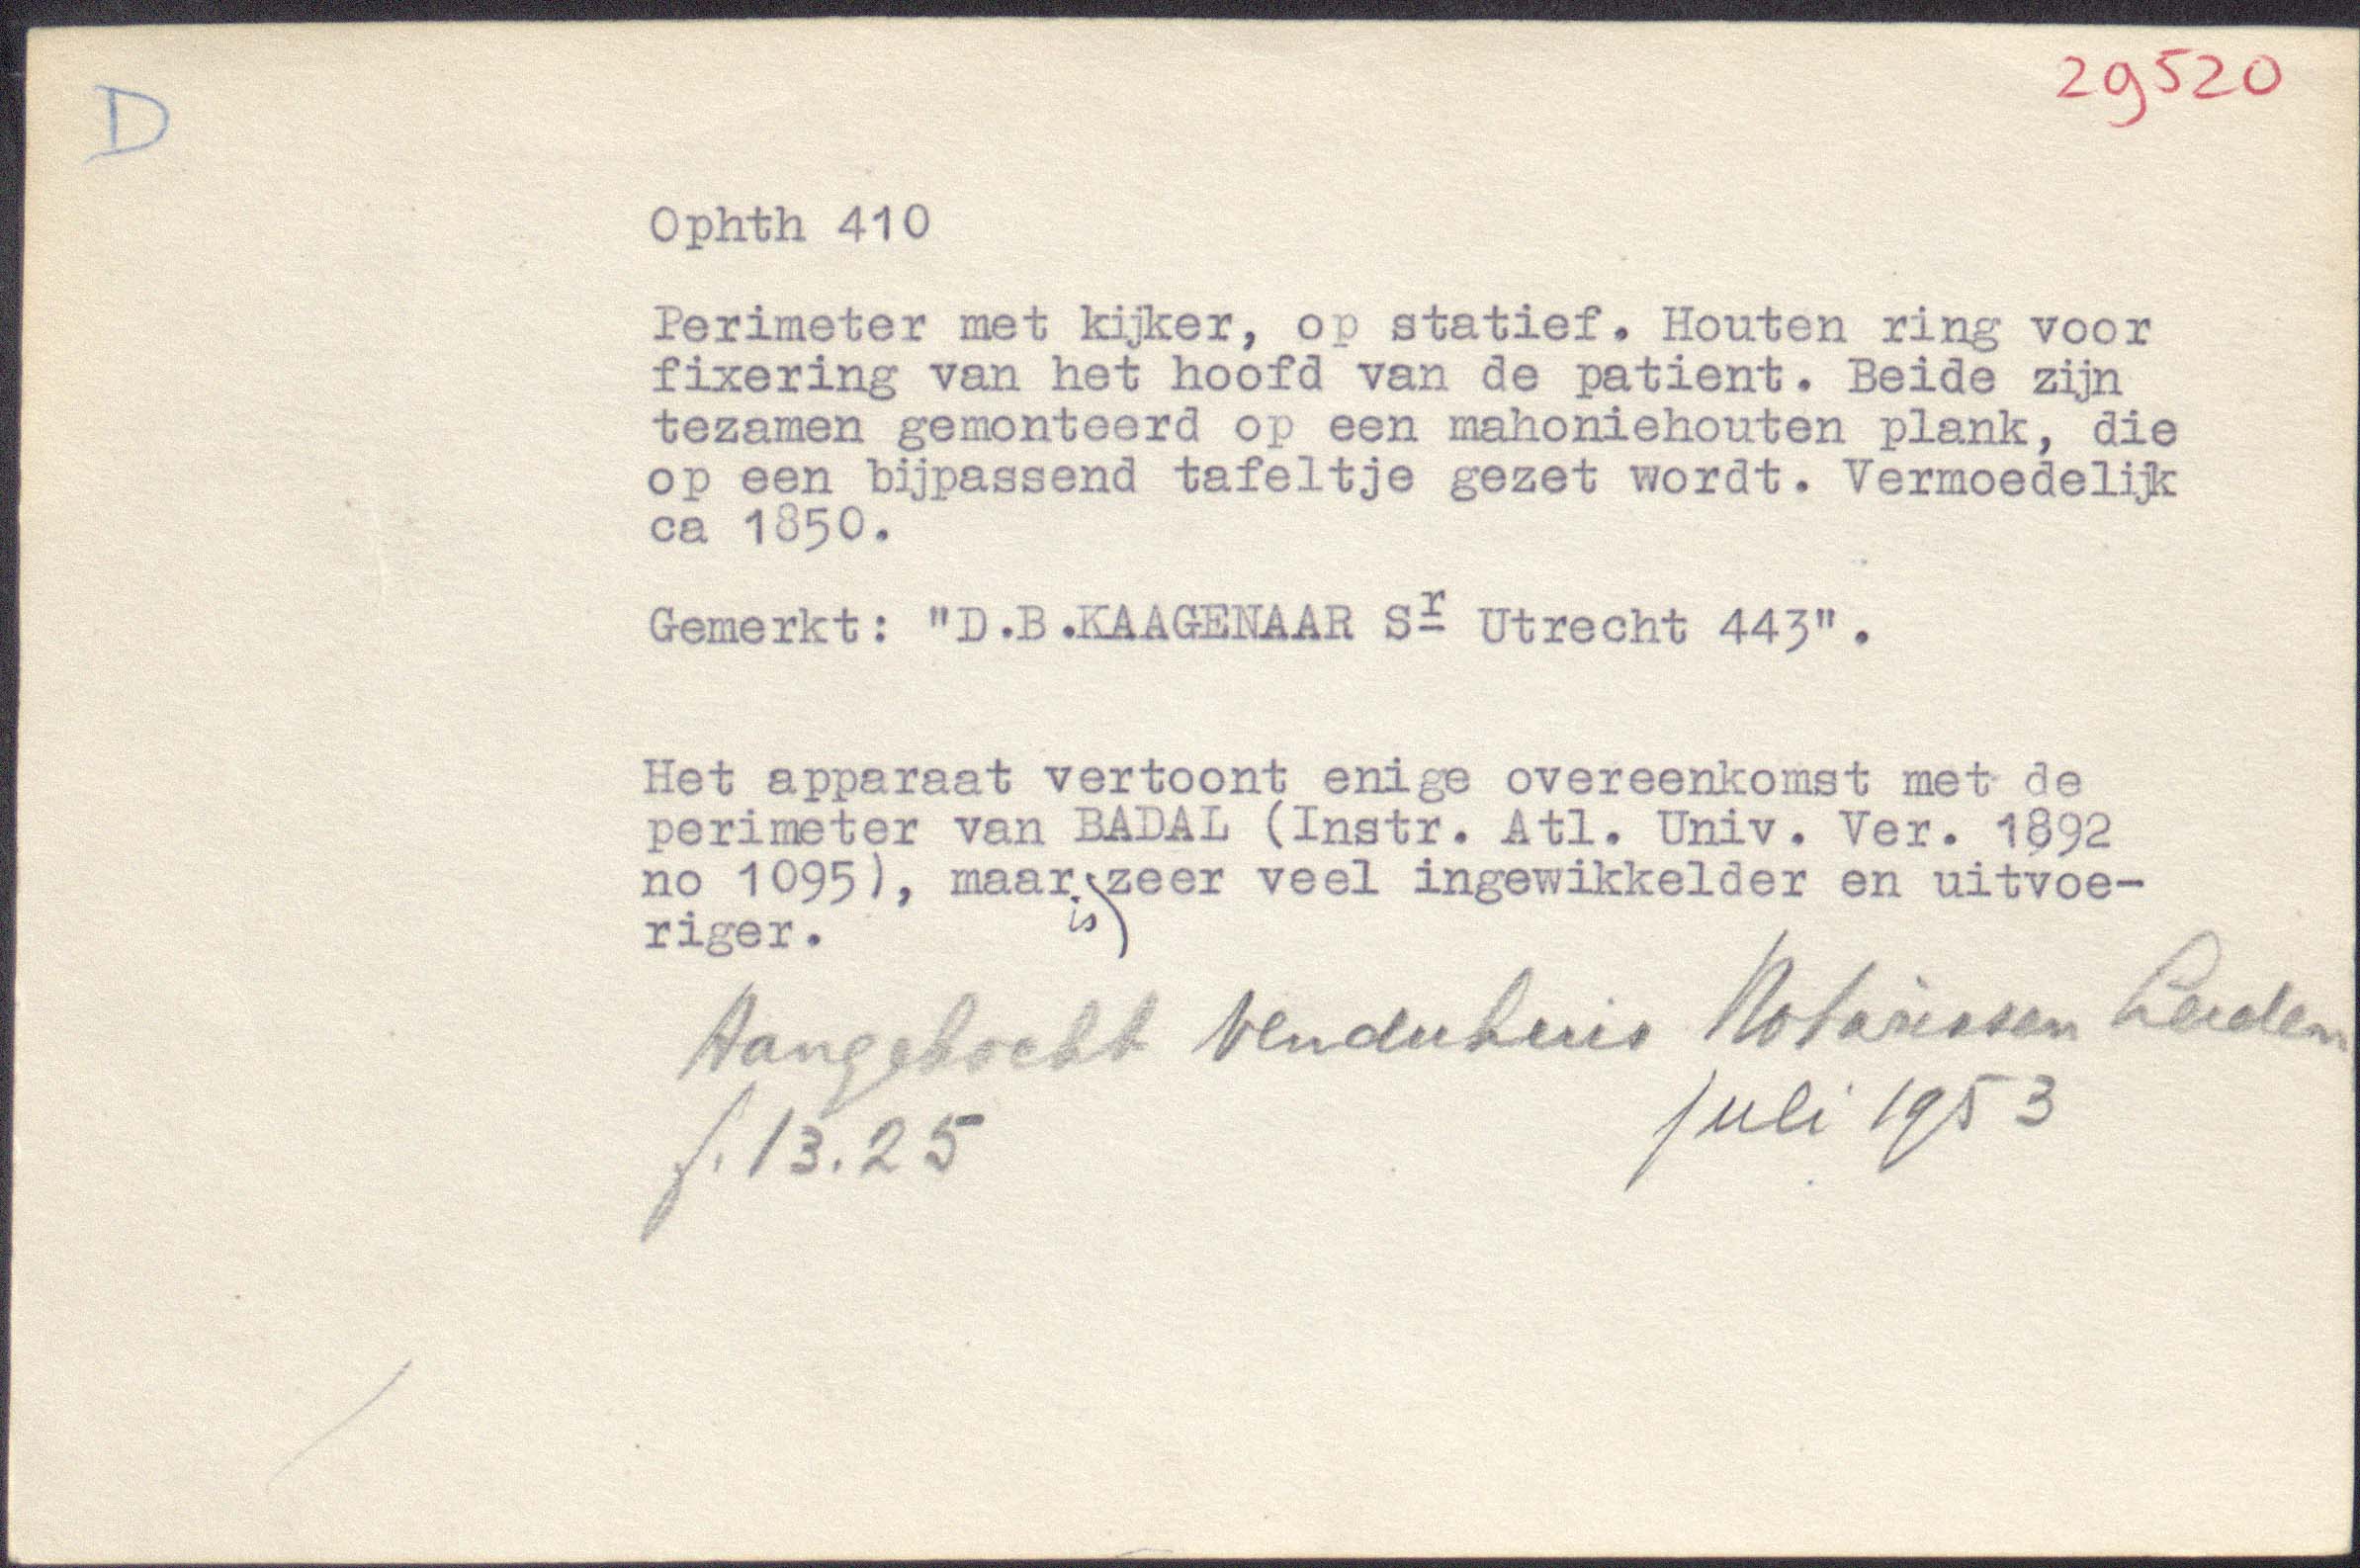 D
29520
Ophth 410
Perimeter met kijker, op statief. Houten ring voor
fixering van het hoofd van de patient. Beide zijn
tezamen gemonteerd op een mahoniehouten plank, die
op een bijpassend tafeltje gezet wordt. Vermoedelijk
ca 1850.
Gemerkt: "D.B.KAAGENAAR Sr Utrecht 443".
Het apparaat vertoont enige overeenkomst met de
perimeter van BADAL (Instr. Atl. Univ. Ver. 1892
no 1095), maar is zeer veel ingewikkelder en uitvoe-
riger.
Aangekocht Venduhuis Notarissen Leiden
f. 13.25 juli 1953